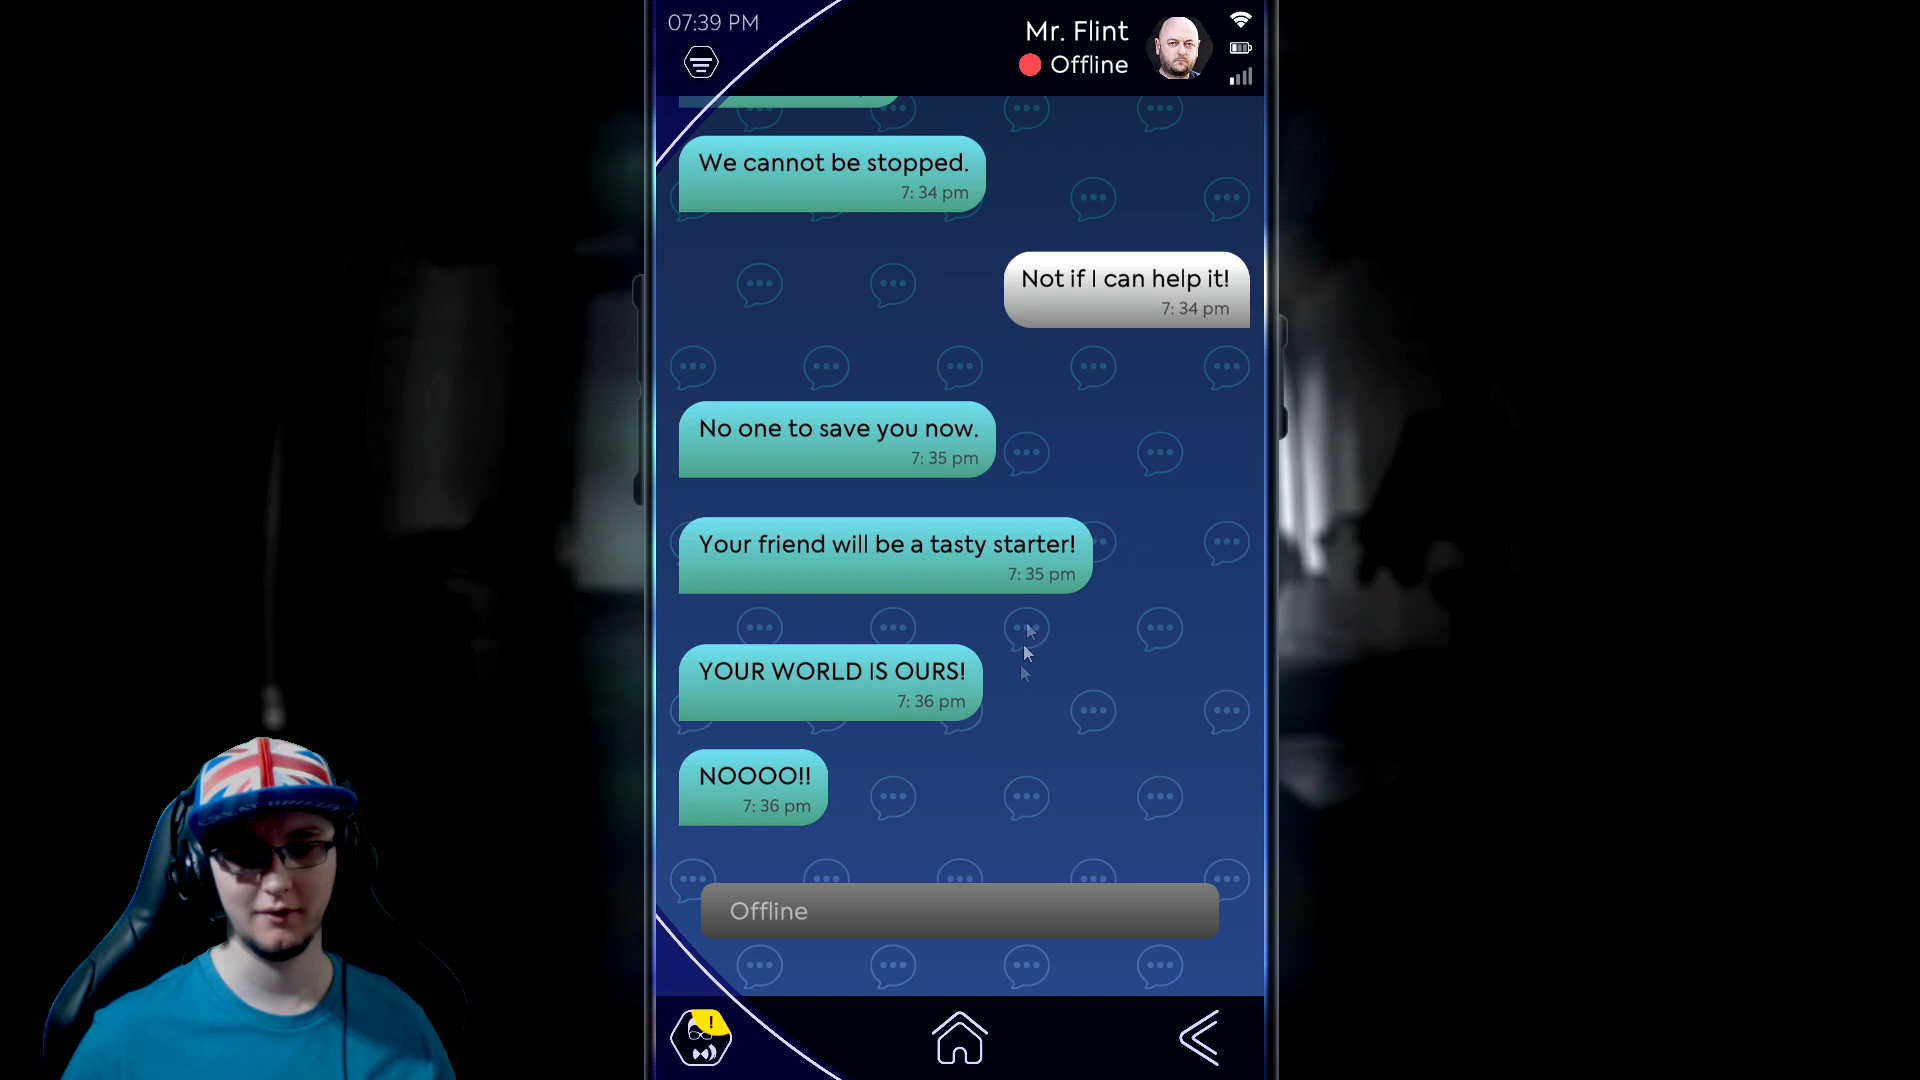 07:39 PM
Mr. Flint
Offline
We cannot be stopped.
7: 34 pm
Not if I can help it!
7: 34 pm
No one to save you now.
7: 35 pm
Your friend will be a tasty starter!
7: 35 pm
YOUR WORLD IS OURS!
7: 36 pm
NOOOO!!
7: 36 pm
Offline
!
GREAT BRITAIN